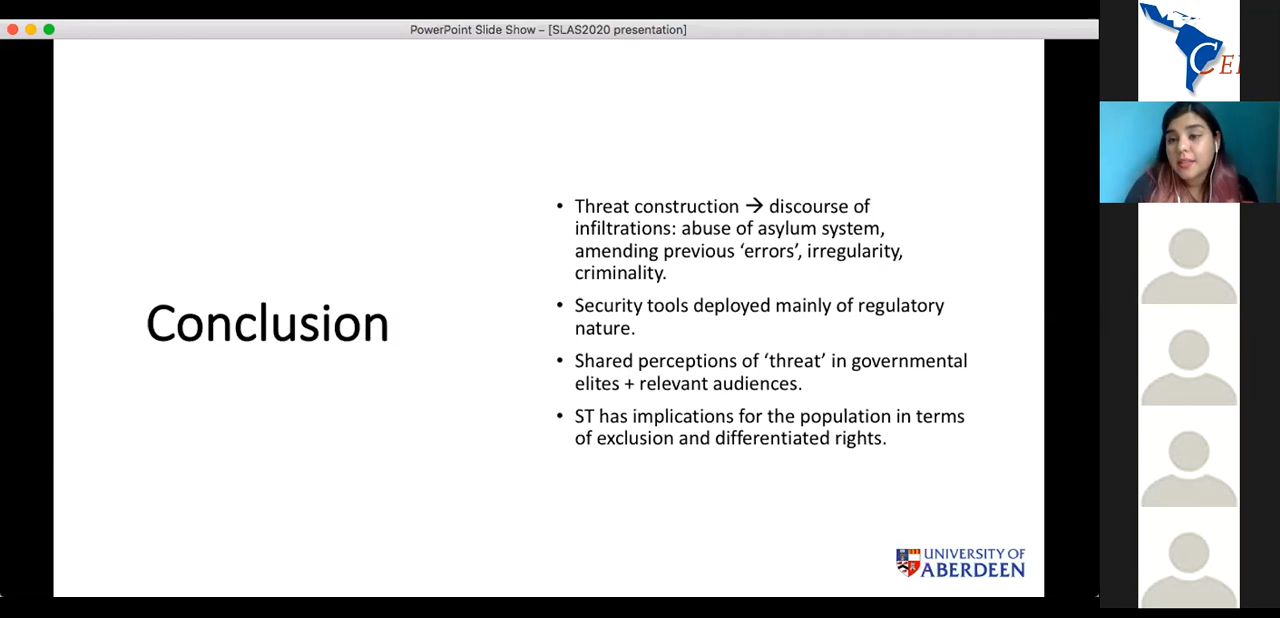 PowerPoint Slide Show – [SLAS2020 presentation]
Conclusion
• Threat construction → discourse of
infiltrations: abuse of asylum system,
amending previous ‘errors’, irregularity,
criminality.
• Security tools deployed mainly of regulatory
nature.
• Shared perceptions of ‘threat’ in governmental
elites + relevant audiences.
• ST has implications for the population in terms
of exclusion and differentiated rights.
UNIVERSITY OF
ABERDEEN